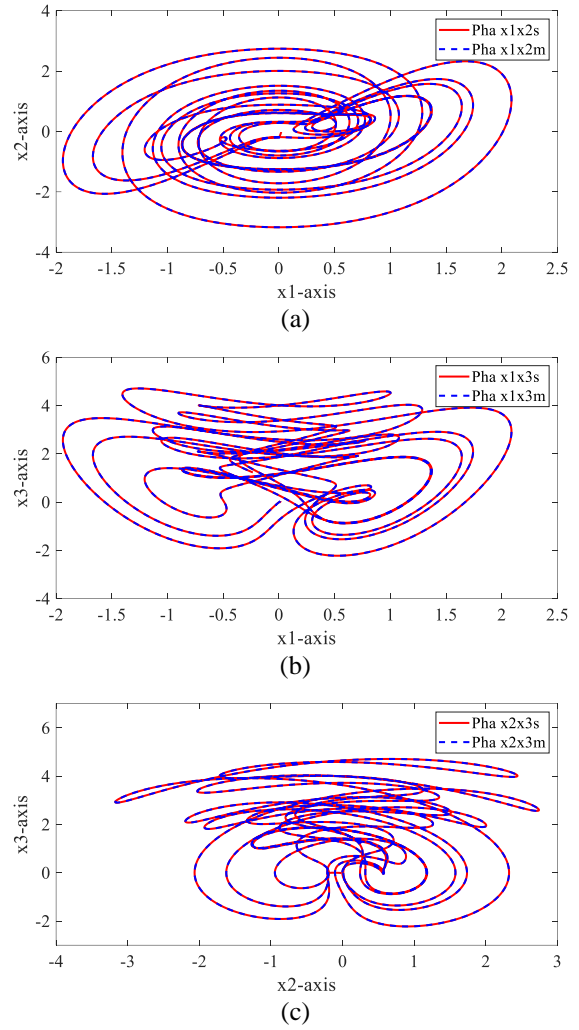 4
2
0
-2
-4
x2-axis
Pha x1x2s
Pha x1x2m
-2 -1.5 -1 -0.5 0 0.5 1 1.5 2 2.5
x1-axis
(a)
6
4
2
0
-2
-4
x3-axis
Pha x1x3s
Pha x1x3m
-2 -1.5 -1 -0.5 0 0.5 1 1.5 2 2.5
x1-axis
(b)
6
4
2
0
-2
x3-axis
Pha x2x3s
Pha x2x3m
-4 -3 -2 -1 0 1 2 3
x2-axis
(c)